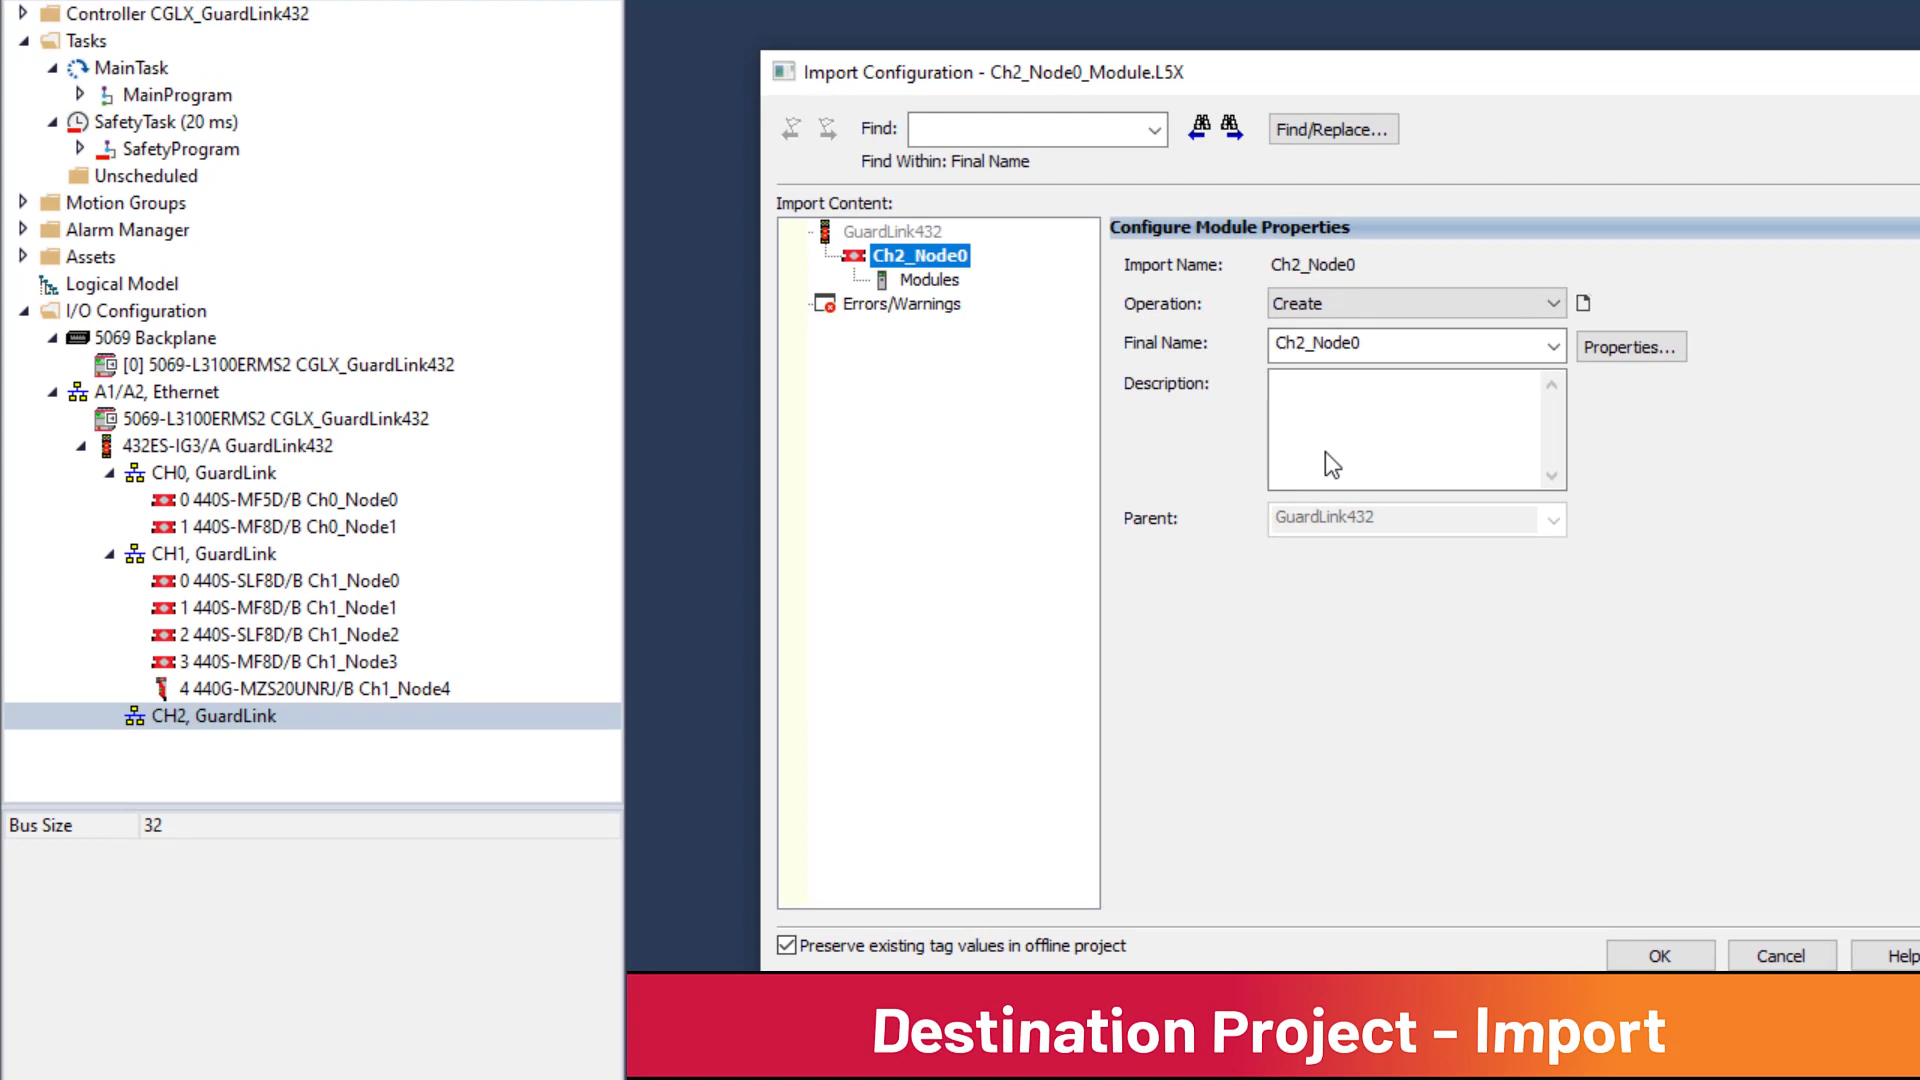 Controller CGLX_GuardLink432
Tasks
MainTask
MainProgram
SafetyTask (20 ms)
SafetyProgram
Unscheduled
Motion Groups
Alarm Manager
Assets
Logical Model
I/O Configuration
5069 Backplane
[0] 5069-L3100ERMS2 CGLX_GuardLink432
A1/A2, Ethernet
5069-L3100ERMS2 CGLX_GuardLink432
432ES-IG3/A GuardLink432
CH0, GuardLink
0 440S-MF5D/B Ch0_Node0
1 440S-MF8D/B Ch0_Node1
CH1, GuardLink
0 440S-SLF8D/B Ch1_Node0
1 440S-MF8D/B Ch1_Node1
2 440S-SLF8D/B Ch1_Node2
3 440S-MF8D/B Ch1_Node3
4 440G-MZS20UNRJ/B Ch1_Node4
CH2, GuardLink
Bus Size 32
Import Configuration - Ch2_Node0_Module.L5X
Find: Find/Replace...
Find Within: Final Name
Import Content:
GuardLink432
Ch2_Node0
Modules
Errors/Warnings
Configure Module Properties
Import Name: Ch2_Node0
Operation: Create
Final Name: Ch2_Node0 Properties...
Description:
Parent: GuardLink432
Preserve existing tag values in offline project
OK Cancel Help
Destination Project - Import